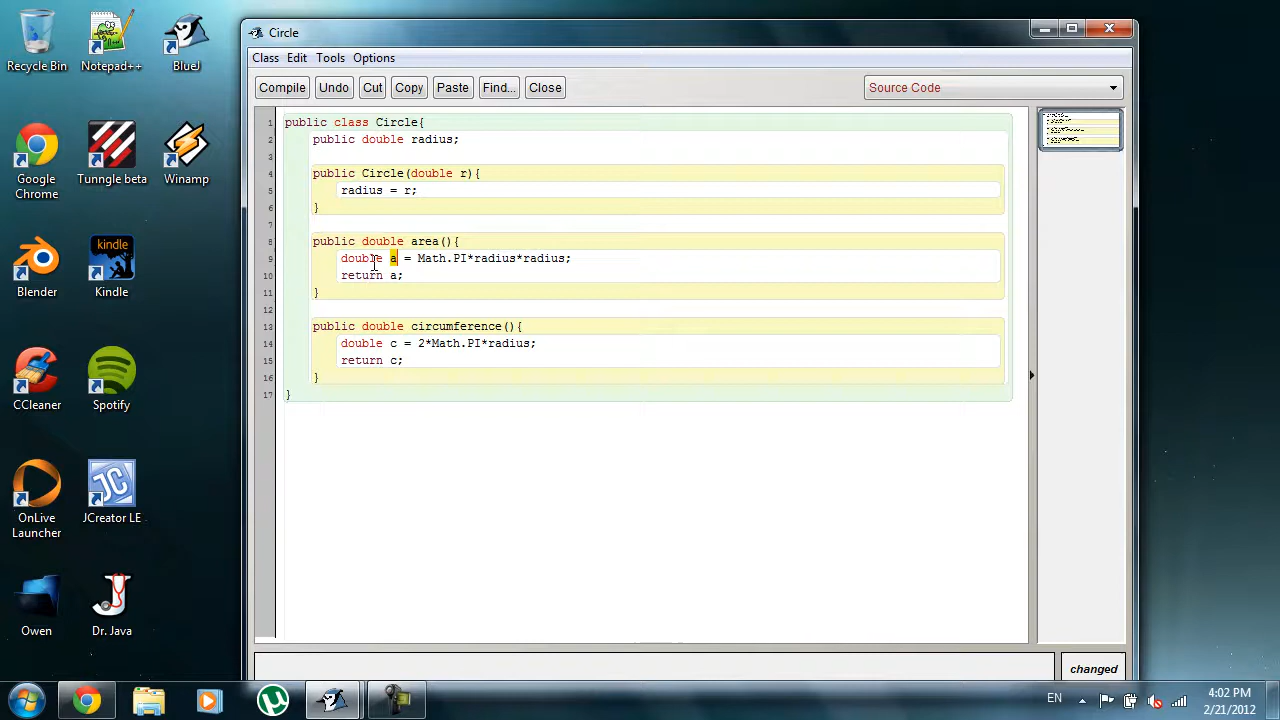 Recycle Bin
Notepad++
BlueJ
Google Chrome
Tunngle beta
Winamp
Blender
kindle
Kindle
CCleaner
Spotify
OnLive Launcher
JC
JCreator LE
Owen
Dr. Java
Circle
Class Edit Tools Options
Compile Undo Cut Copy Paste Find... Close Source Code
1 public class Circle{
2 public double radius;
3
4 public Circle(double r){
5 radius = r;
6 }
7
8 public double area(){
9 double a = Math.PI*radius*radius;
10 return a;
11 }
12
13 public double circumference(){
14 double c = 2*Math.PI*radius;
15 return c;
16 }
17 }
changed
EN
4:02 PM
2/21/2012